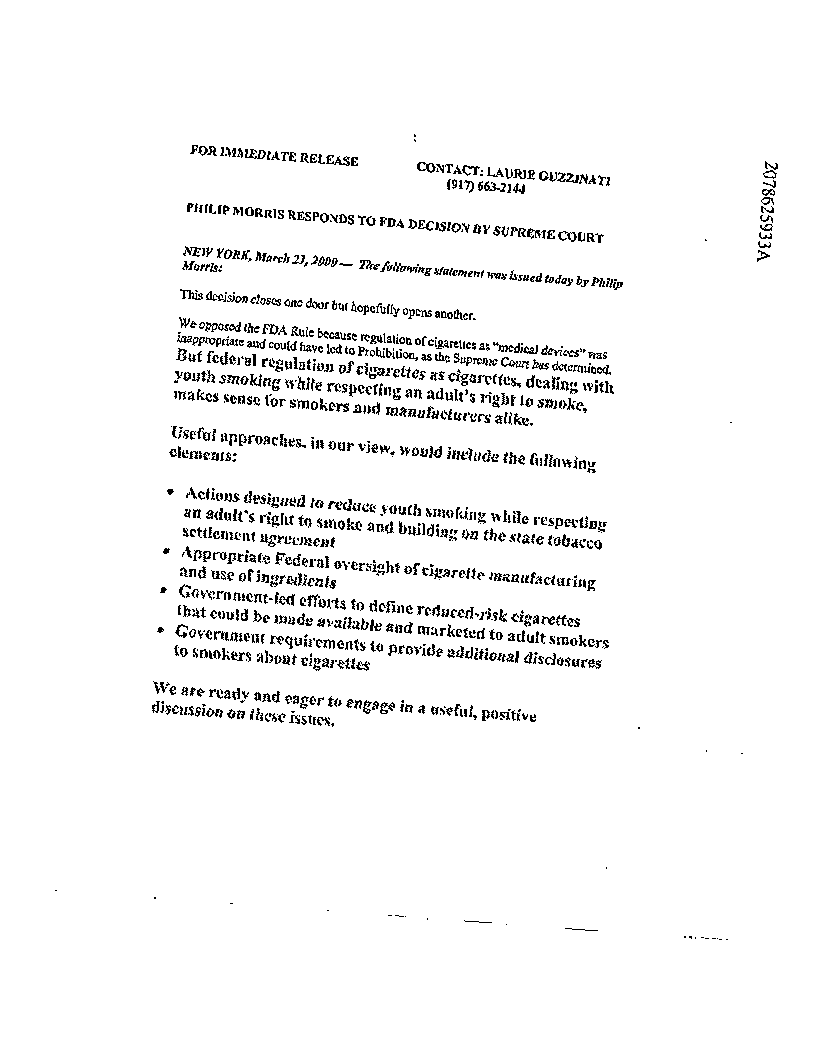 FOR IMMEDIATE RELEASE
CONTACT: LAURIE GUZZINATI
(917) 663-2144
PHILIP MORRIS RESPONDS TO FDA DECISION BY SUPREME COURT
NEW YORK, March 21, 2000 — The following statement was issued today by Philip
Morris:
This decision closes one door but hopefully opens another.
We opposed the FDA Rule because regulation of cigarettes as "medical devices" was
inappropriate and could have led to Prohibition, as the Supreme Court has determined.
But federal regulation of cigarettes as cigarettes, dealing with
youth smoking while respecting an adult's right to smoke,
makes sense for smokers and manufacturers alike.
Useful approaches, in our view, would include the following
elements:
• Actions designed to reduce youth smoking while respecting
an adult's right to smoke and building on the state tobacco
settlement agreement
• Appropriate Federal oversight of cigarette manufacturing
and use of ingredients
• Government-led efforts to define reduced-risk cigarettes
that could be made available and marketed to adult smokers
• Government requirements to provide additional disclosures
to smokers about cigarettes
We are ready and eager to engage in a useful, positive
discussion on these issues.
2078625933A